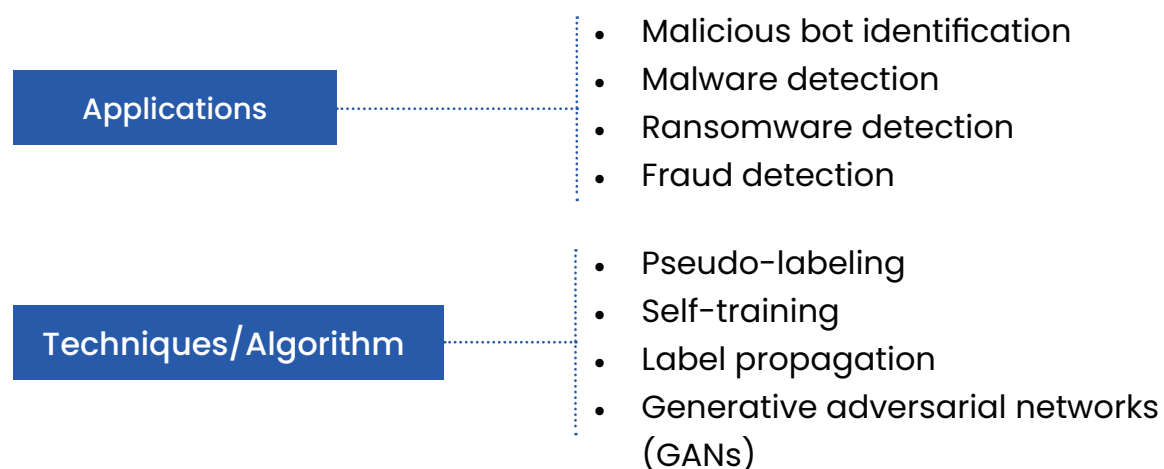 Applications
• Malicious bot identification
• Malware detection
• Ransomware detection
• Fraud detection
Techniques/Algorithm
• Pseudo-labeling
• Self-training
• Label propagation
• Generative adversarial networks
(GANs)